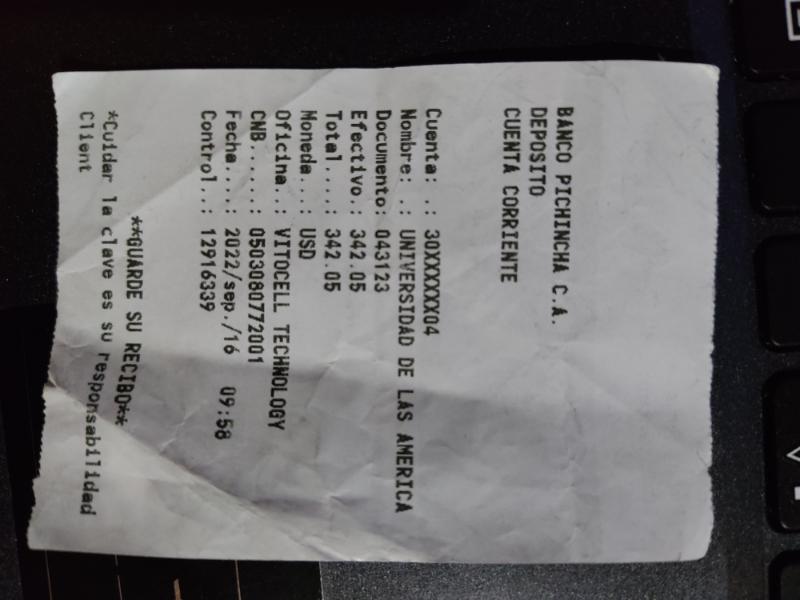 BANCO PICHINCHA C.A.
DEPOSITO
CUENTA CORRIENTE
Cuenta: .: 30XXXXXX04
Nombre: .: UNIVERSIDAD DE LAS AMERICA
Documento: 043123
Efectivo.: 342.05
Total....: 342.05
Moneda...: USD
Oficina..: VITOCELL TECHNOLOGY
CNB......: 0503080772001
Fecha....: 2022/sep./16 09:58
Control..: 12916339
**GUARDE SU RECIBO**
*Cuidar la clave es su responsabilidad
Client